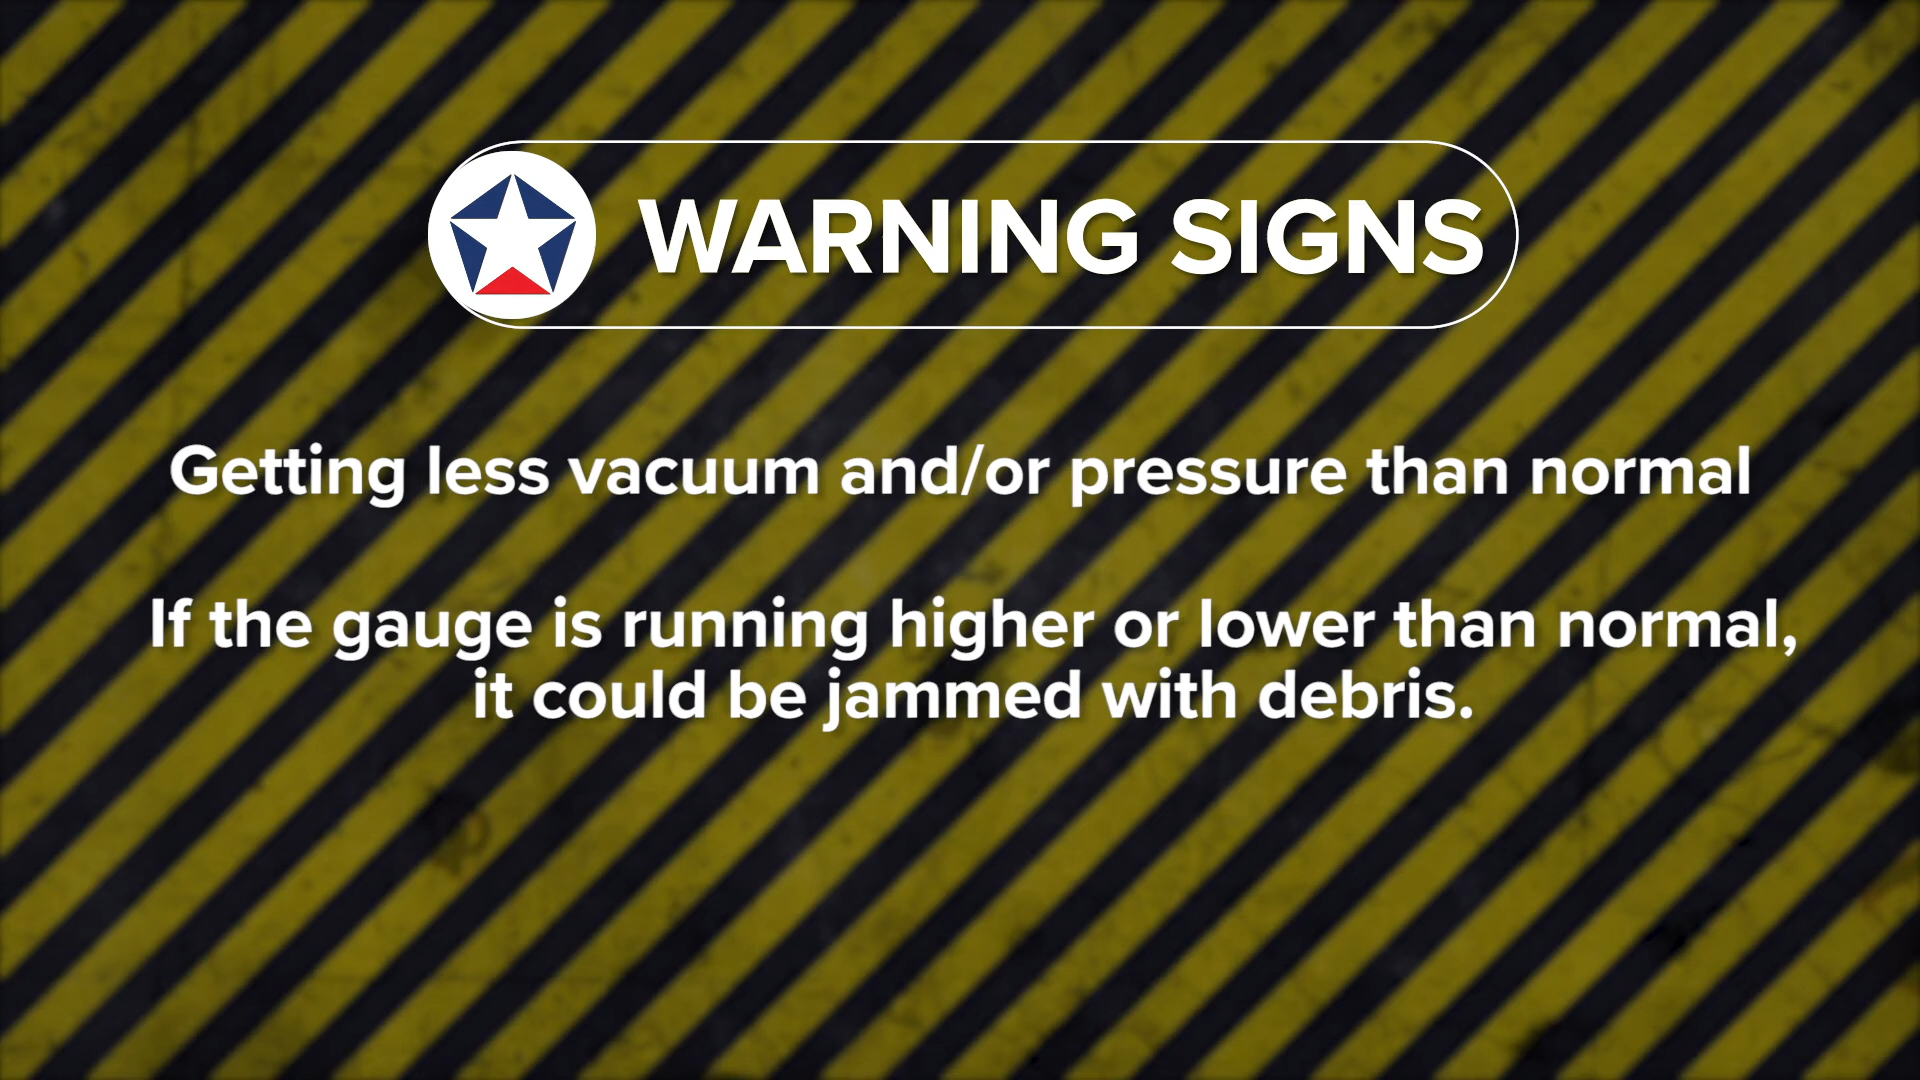 WARNING SIGNS
Getting less vacuum and/or pressure than normal
If the gauge is running higher or lower than normal,
it could be jammed with debris.